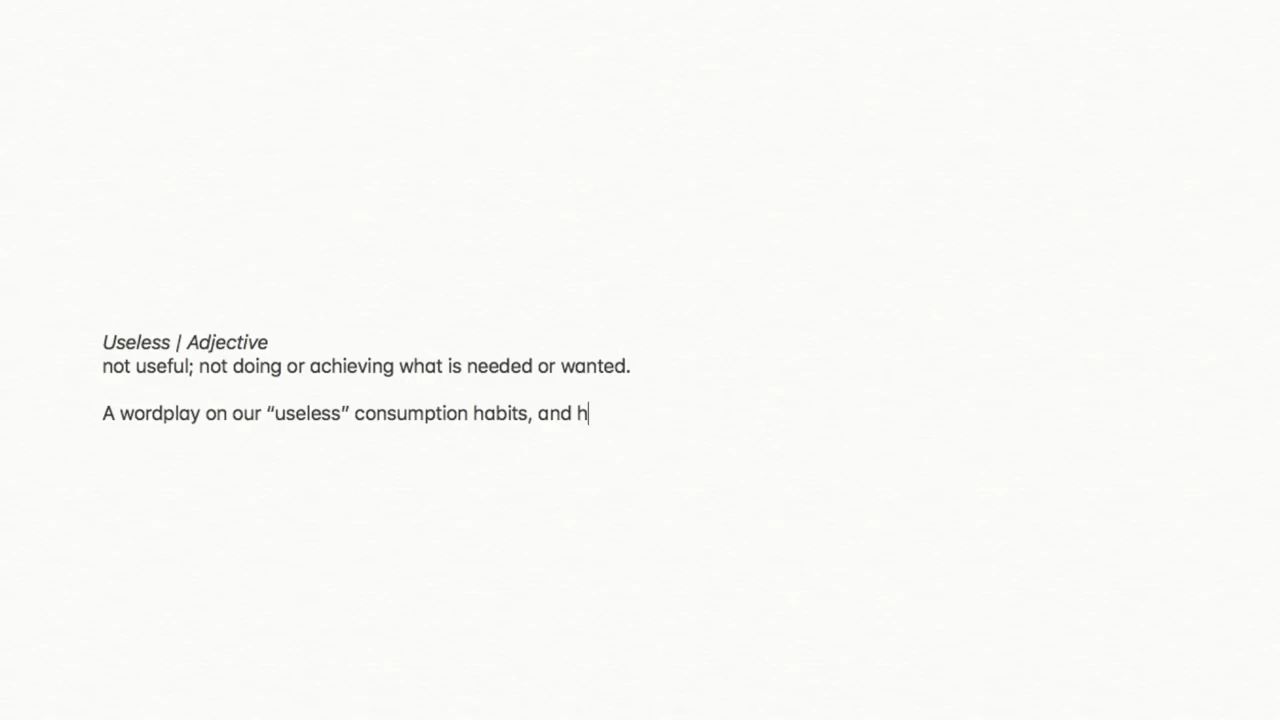 Useless | Adjective
not useful; not doing or achieving what is needed or wanted.
A wordplay on our “useless” consumption habits, and h